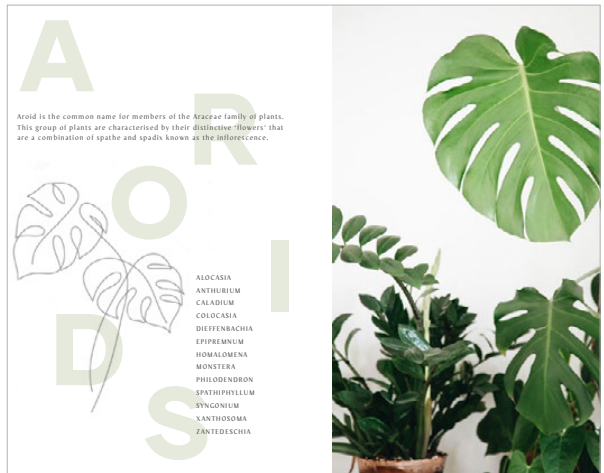 A
R
Aroid is the common name for members of the Araceae family of plants.
This group of plants are characterised by their distinctive 'flowers' that
are a combination of spathe and spadix known as the inflorescence.
O
I
D
S
ALOCASIA
ANTHURIUM
CALADIUM
COLOCASIA
DIEFFENBACHIA
EPIPREMNUM
HOMALOMENA
MONSTERA
PHILODENDRON
SPATHIPHYLLUM
SYNGONIUM
XANTHOSOMA
ZANTEDESCHIA